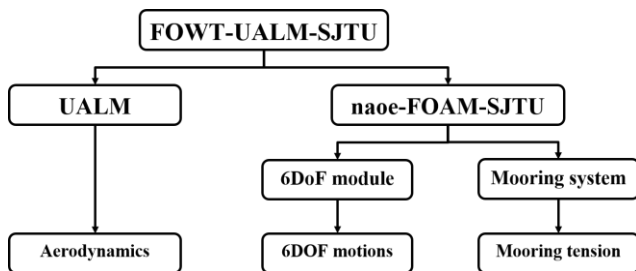 FOWT-UALM-SJTU
UALM
naoe-FOAM-SJTU
6DoF module
Mooring system
Aerodynamics
6DOF motions
Mooring tension